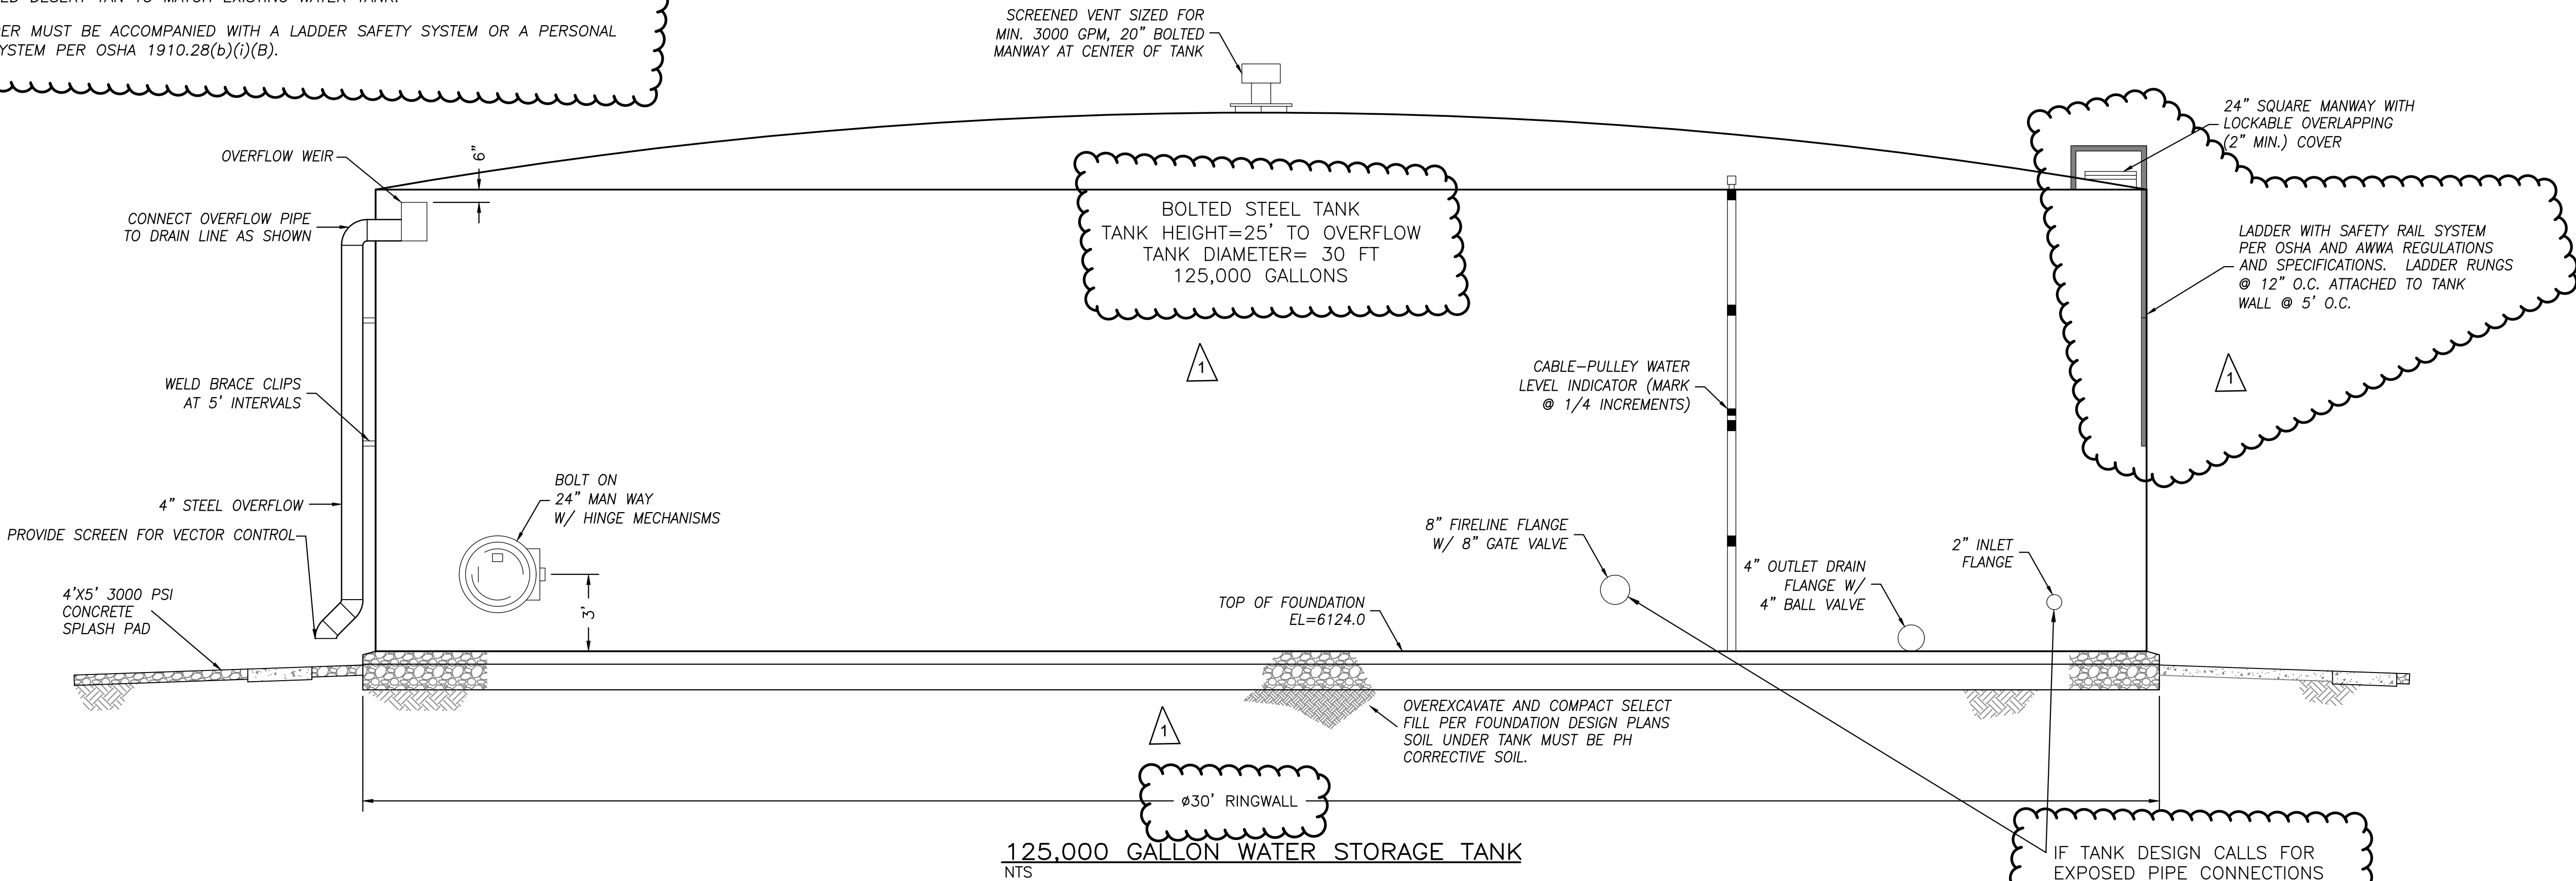 DESERT TAN TO MATCH EXISTING WATER TANK.
MUST BE ACCOMPANIED WITH A LADDER SAFETY SYSTEM OR A PERSONAL
PER OSHA 1910.28(b)(i)(B).
SCREENED VENT SIZED FOR
MIN. 3000 GPM, 20" BOLTED
MANWAY AT CENTER OF TANK
24" SQUARE MANWAY WITH
LOCKABLE OVERLAPPING
(2" MIN.) COVER
OVERFLOW WEIR
6"
CONNECT OVERFLOW PIPE
TO DRAIN LINE AS SHOWN
BOLTED STEEL TANK
TANK HEIGHT=25' TO OVERFLOW
TANK DIAMETER= 30 FT
125,000 GALLONS
1
LADDER WITH SAFETY RAIL SYSTEM
PER OSHA AND AWWA REGULATIONS
AND SPECIFICATIONS. LADDER RUNGS
@ 12" O.C. ATTACHED TO TANK
WALL @ 5' O.C.
1
CABLE-PULLEY WATER
LEVEL INDICATOR (MARK
@ 1/4 INCREMENTS)
WELD BRACE CLIPS
AT 5' INTERVALS
BOLT ON
24" MAN WAY
W/ HINGE MECHANISMS
4" STEEL OVERFLOW
PROVIDE SCREEN FOR VECTOR CONTROL
3'
4'X5' 3000 PSI
CONCRETE
SPLASH PAD
TOP OF FOUNDATION
EL=6124.0
8" FIRELINE FLANGE
W/ 8" GATE VALVE
4" OUTLET DRAIN
FLANGE W/
4" BALL VALVE
2" INLET
FLANGE
1
OVEREXCAVATE AND COMPACT SELECT
FILL PER FOUNDATION DESIGN PLANS
SOIL UNDER TANK MUST BE PH
CORRECTIVE SOIL.
ø30' RINGWALL
125,000 GALLON WATER STORAGE TANK
NTS
IF TANK DESIGN CALLS FOR
EXPOSED PIPE CONNECTIONS